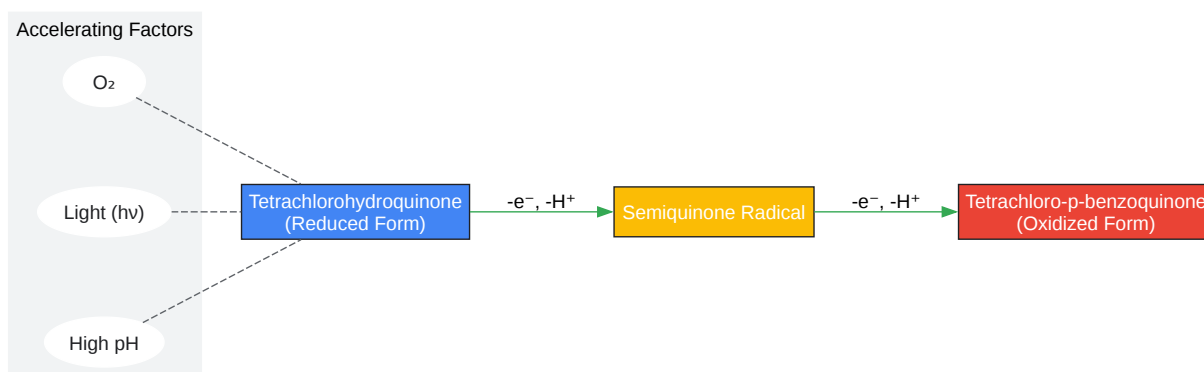 Accelerating Factors
O₂
Light (hν)
High pH
Tetrachlorohydroquinone
(Reduced Form)
-e⁻, -H⁺
Semiquinone Radical
-e⁻, -H⁺
Tetrachloro-p-benzoquinone
(Oxidized Form)